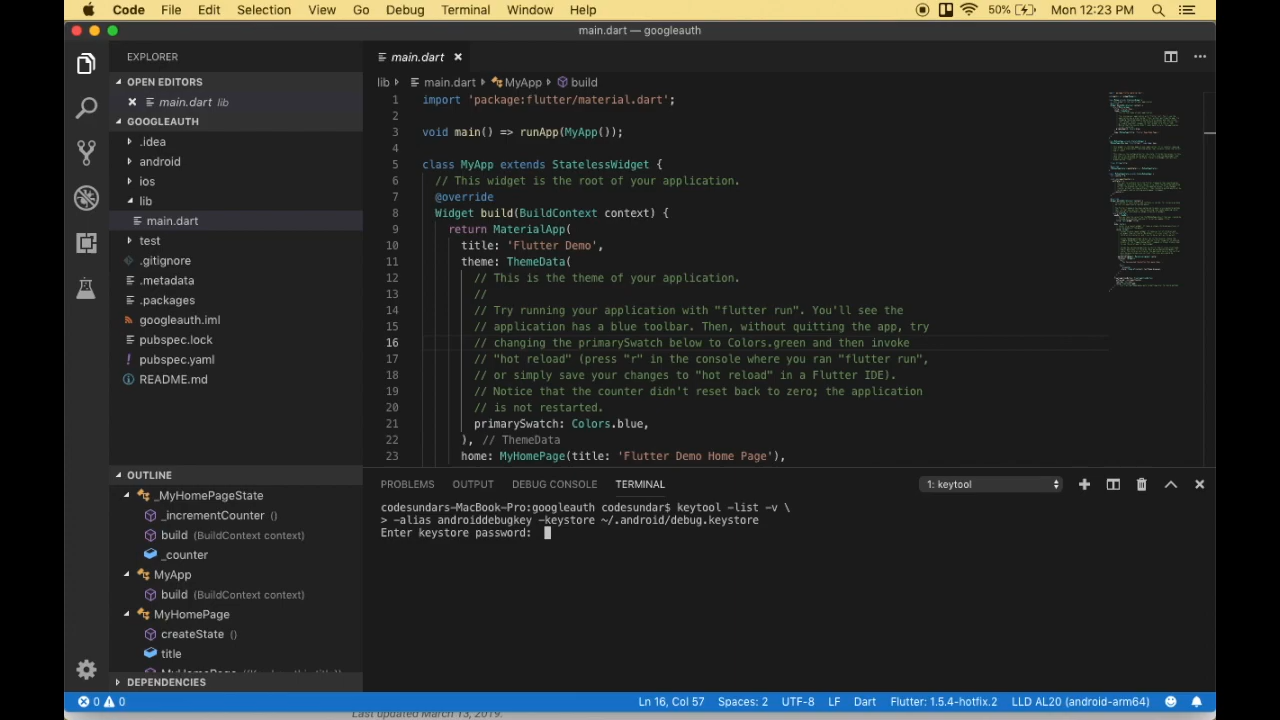 Code File Edit Selection View Go Debug Terminal Window Help 50% Mon 12:23 PM
main.dart — googleauth
EXPLORER
OPEN EDITORS
main.dart lib
GOOGLEAUTH
.idea
android
ios
lib
main.dart
test
.gitignore
.metadata
.packages
googleauth.iml
pubspec.lock
pubspec.yaml
README.md
OUTLINE
_MyHomePageState
_incrementCounter ()
build (BuildContext context)
_counter
MyApp
build (BuildContext context)
MyHomePage
createState ()
title
DEPENDENCIES
main.dart
lib main.dart MyApp build
1 import 'package:flutter/material.dart';
2
3 void main() => runApp(MyApp());
4
5 class MyApp extends StatelessWidget {
6 // This widget is the root of your application.
7 @override
8 Widget build(BuildContext context) {
9 return MaterialApp(
10 title: 'Flutter Demo',
11 theme: ThemeData(
12 // This is the theme of your application.
13 //
14 // Try running your application with "flutter run". You'll see the
15 // application has a blue toolbar. Then, without quitting the app, try
16 // changing the primarySwatch below to Colors.green and then invoke
17 // "hot reload" (press "r" in the console where you ran "flutter run",
18 // or simply save your changes to "hot reload" in a Flutter IDE).
19 // Notice that the counter didn't reset back to zero; the application
20 // is not restarted.
21 primarySwatch: Colors.blue,
22 ), // ThemeData
23 home: MyHomePage(title: 'Flutter Demo Home Page'),
PROBLEMS OUTPUT DEBUG CONSOLE TERMINAL 1: keytool
codesundars-MacBook-Pro:googleauth codesundar$ keytool -list -v \
> -alias androiddebugkey -keystore ~/.android/debug.keystore
Enter keystore password:
0 0 Ln 16, Col 57 Spaces: 2 UTF-8 LF Dart Flutter: 1.5.4-hotfix.2 LLD AL20 (android-arm64)
Last updated March 13, 2019.